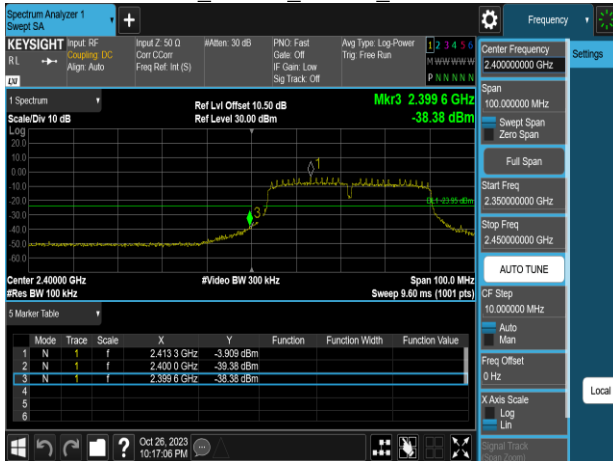 Spectrum Analyzer 1
Swept SA
+
Frequency
KEYSIGHT
RL
LXI
Input: RF
Coupling: DC
Align: Auto
Input Z: 50 Ω
Corr CCorr
Freq Ref: Int (S)
#Atten: 30 dB
PNO: Fast
Gate: Off
IF Gain: Low
Sig Track: Off
Avg Type: Log-Power
Trig: Free Run
1 2 3 4 5 6
M W W W W W
P N N N N N
1 Spectrum
Scale/Div 10 dB
Ref Lvl Offset 10.50 dB
Ref Level 30.00 dBm
Mkr3 2.399 6 GHz
-38.38 dBm
Log
20.0
10.0
0.00
-10.0
-20.0
-30.0
-40.0
-50.0
-60.0
1
3
DL1 -23.95 dBm
Center 2.40000 GHz
#Res BW 100 kHz
#Video BW 300 kHz
Span 100.0 MHz
Sweep 9.60 ms (1001 pts)
5 Marker Table
Mode Trace Scale X Y Function Function Width Function Value
1 N 1 f 2.413 3 GHz -3.909 dBm
2 N 1 f 2.400 0 GHz -39.38 dBm
3 N 1 f 2.399 6 GHz -38.38 dBm
4
5
6
Oct 26, 2023
10:17:06 PM
?
Center Frequency
2.400000000 GHz
Span
100.000000 MHz
Swept Span
Zero Span
Full Span
Start Freq
2.350000000 GHz
Stop Freq
2.450000000 GHz
AUTO TUNE
CF Step
10.000000 MHz
Auto
Man
Freq Offset
0 Hz
X Axis Scale
Log
Lin
Signal Track
(Span Zoom)
Settings
Local